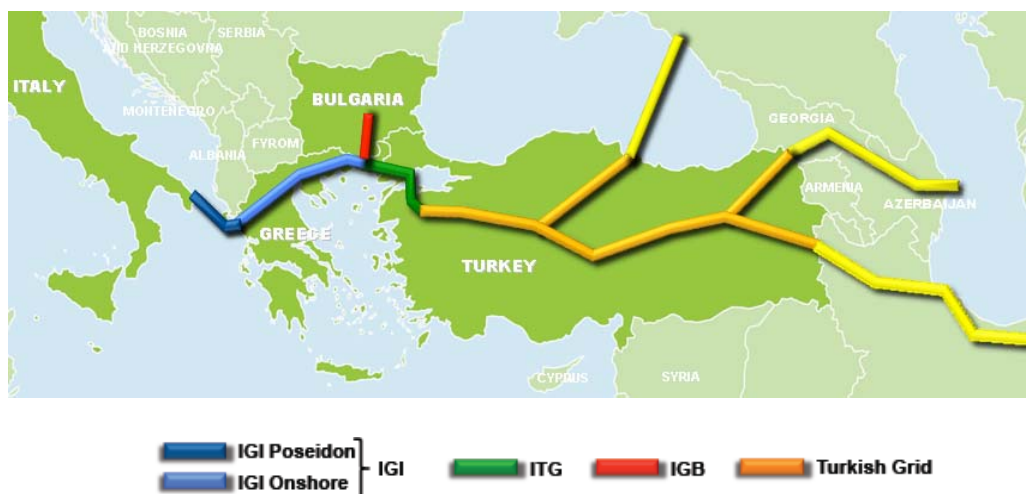 BOSNIA
AND HERZEGOVNA
SERBIA
ITALY
BULGARIA
MONTENEGRO
GEORGIA
FYROM
ALBANIA
ARMENIA
AZERBAIJAN
GREECE
TURKEY
CYPRUS
SYRIA
IGI Poseidon
IGI Onshore
IGI
ITG
IGB
Turkish Grid